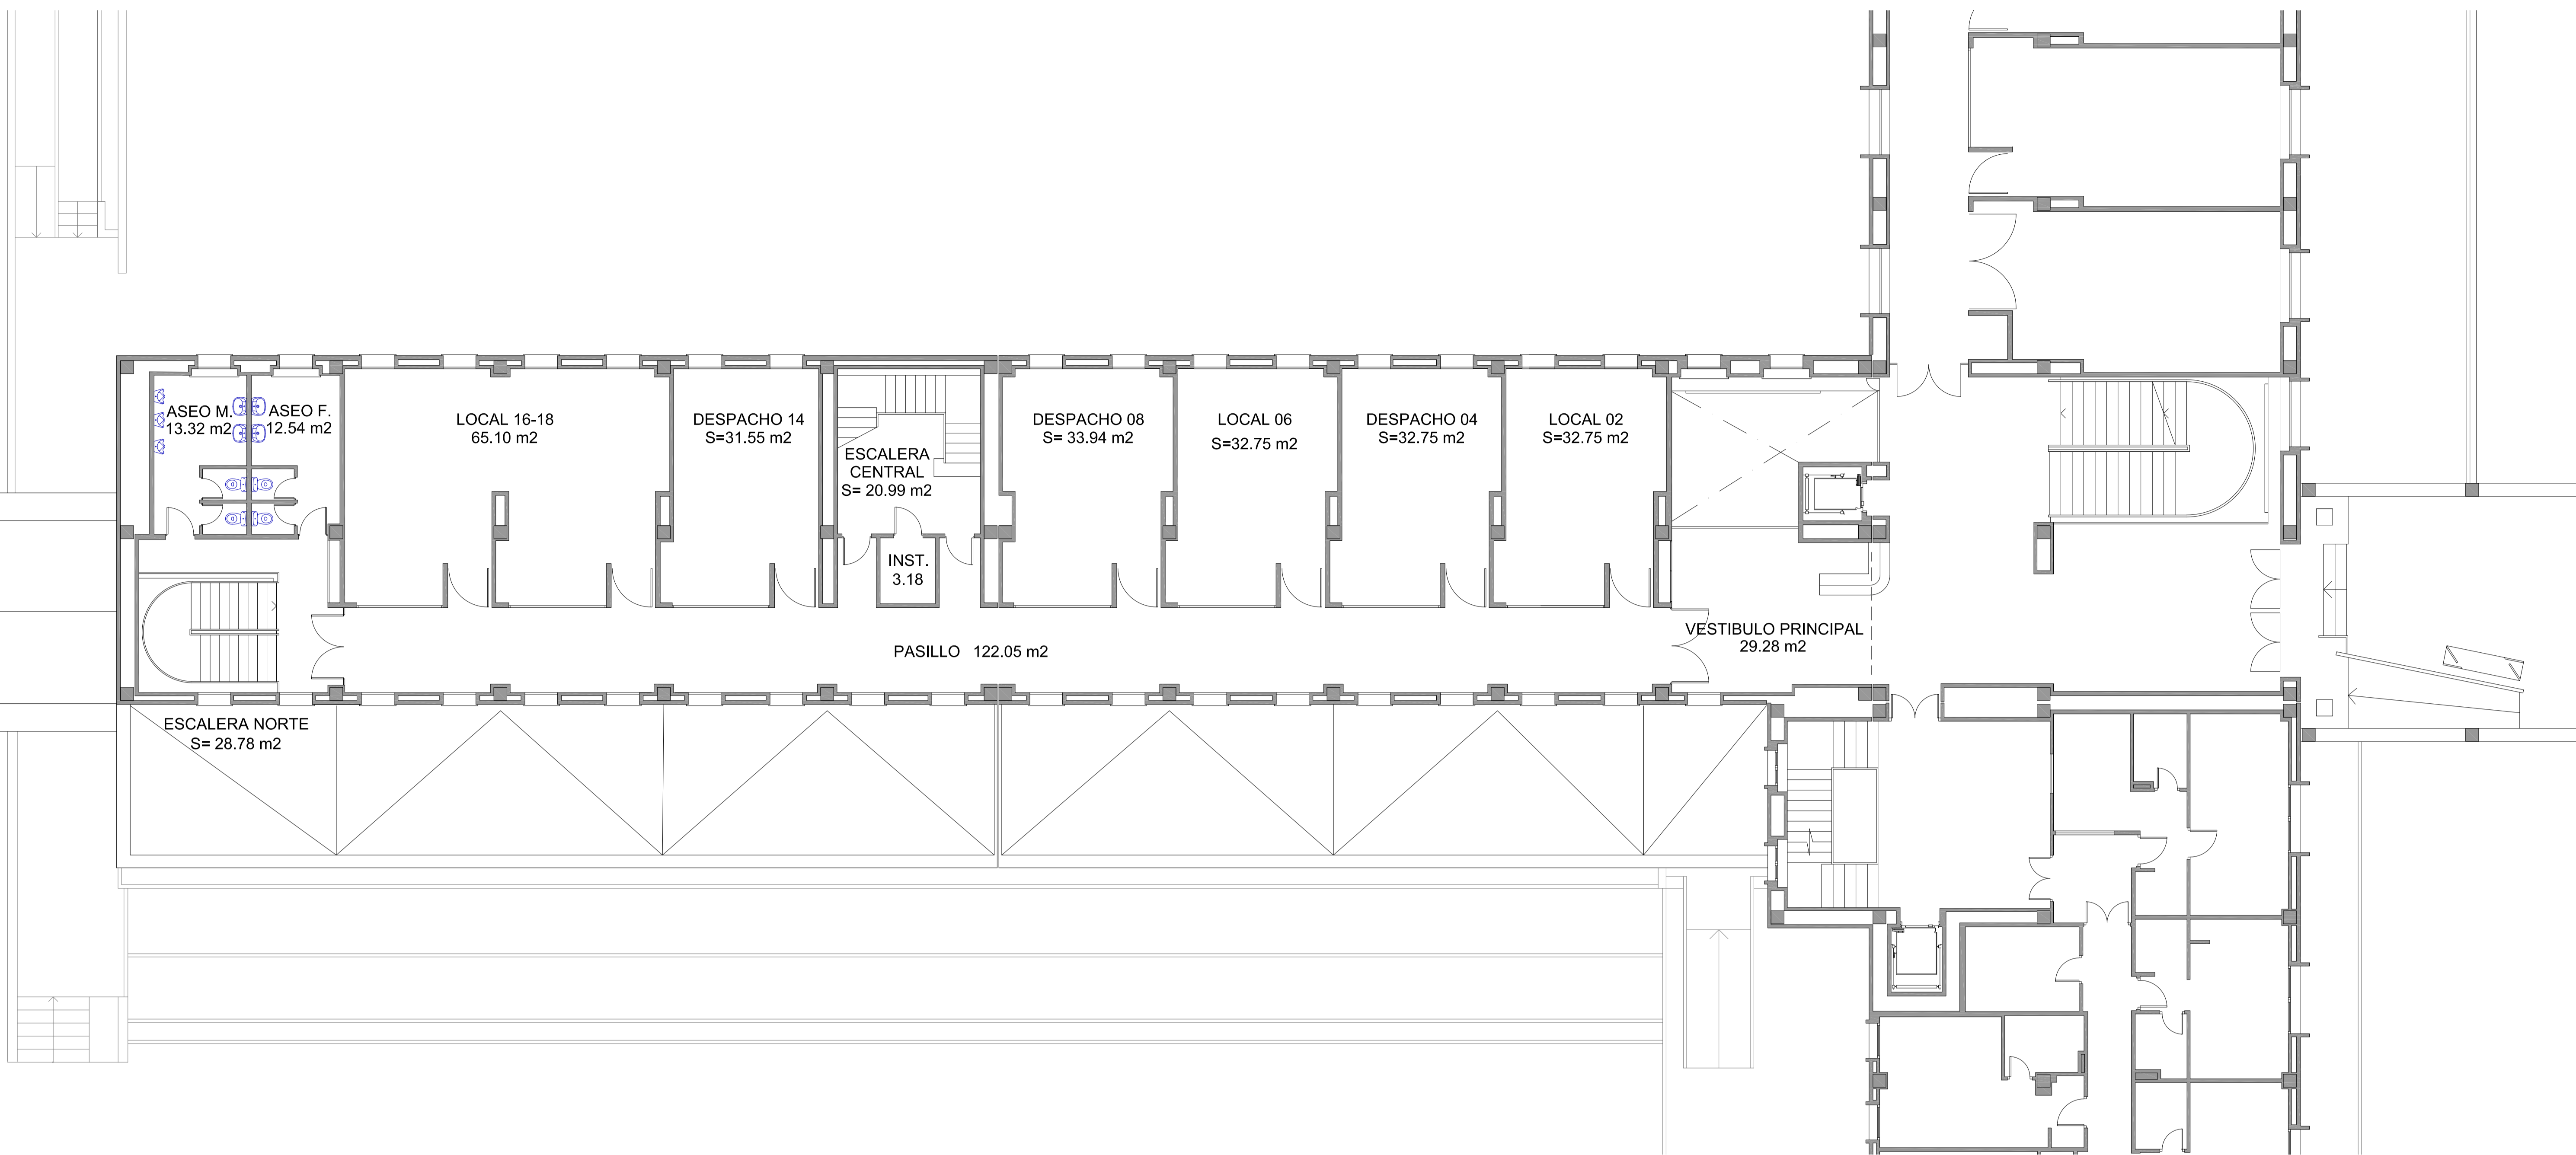 ASEO M.
13.32 m2
ASEO F.
12.54 m2
LOCAL 16-18
65.10 m2
DESPACHO 14
S=31.55 m2
ESCALERA
CENTRAL
S= 20.99 m2
INST.
3.18
DESPACHO 08
S= 33.94 m2
LOCAL 06
S=32.75 m2
DESPACHO 04
S=32.75 m2
LOCAL 02
S=32.75 m2
PASILLO 122.05 m2
VESTIBULO PRINCIPAL
29.28 m2
ESCALERA NORTE
S= 28.78 m2